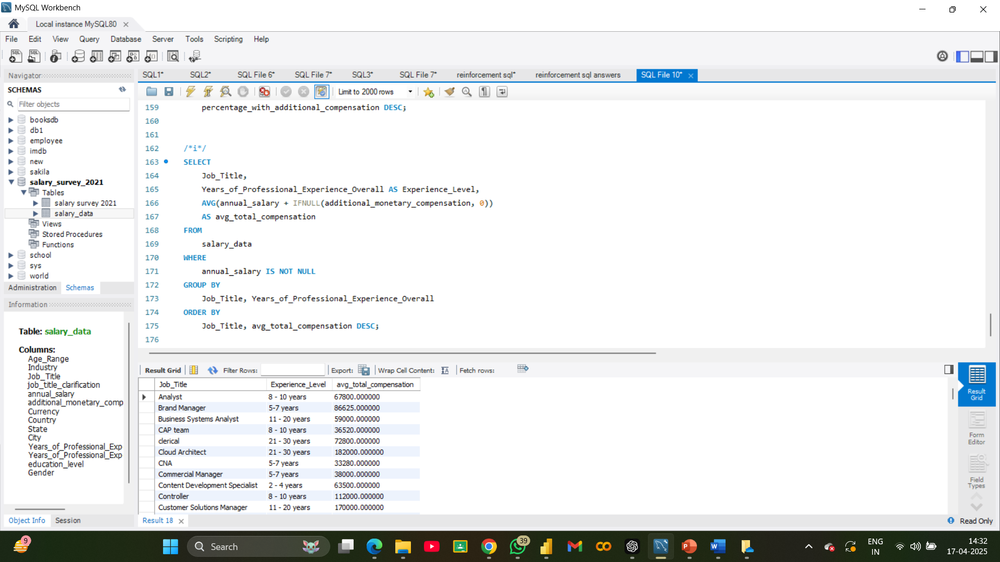 MySQL Workbench
Local instance MySQL80
File Edit View Query Database Server Tools Scripting Help
Navigator
SCHEMAS
Filter objects
booksdb
db1
employee
imdb
new
sakila
salary_survey_2021
Tables
salary survey 2021
salary_data
Views
Stored Procedures
Functions
school
sys
world
Administration Schemas
Information
Table: salary_data
Columns:
Age_Range
Industry
Job_Title
job_title_clarification
annual_salary
additional_monetary_comp
Currency
Country
State
City
Years_of_Professional_Exp
Years_of_Professional_Exp
education_level
Gender
Object Info Session
SQL1* SQL2* SQL File 6* SQL File 7* SQL3* SQL File 7* reinforcement sql* reinforcement sql answers SQL File 10*
Limit to 2000 rows
159 percentage_with_additional_compensation DESC;
160
161
162 /*i*/
163 SELECT
164 Job_Title,
165 Years_of_Professional_Experience_Overall AS Experience_Level,
166 AVG(annual_salary + IFNULL(additional_monetary_compensation, 0))
167 AS avg_total_compensation
168 FROM
169 salary_data
170 WHERE
171 annual_salary IS NOT NULL
172 GROUP BY
173 Job_Title, Years_of_Professional_Experience_Overall
174 ORDER BY
175 Job_Title, avg_total_compensation DESC;
176
Result Grid Filter Rows: Export: Wrap Cell Content: Fetch rows:
Job_Title Experience_Level avg_total_compensation
Analyst 8 - 10 years 67800.000000
Brand Manager 5-7 years 86625.000000
Business Systems Analyst 11 - 20 years 59000.000000
CAP team 8 - 10 years 36520.000000
clerical 21 - 30 years 72800.000000
Cloud Architect 21 - 30 years 182000.000000
CNA 5-7 years 33280.000000
Commercial Manager 5-7 years 38000.000000
Content Development Specialist 2 - 4 years 63500.000000
Controller 8 - 10 years 112000.000000
Customer Solutions Manager 11 - 20 years 170000.000000
Result Grid
Form Editor
Field Types
Result 18
Read Only
9
Search
39
ENG
IN
14:32
17-04-2025